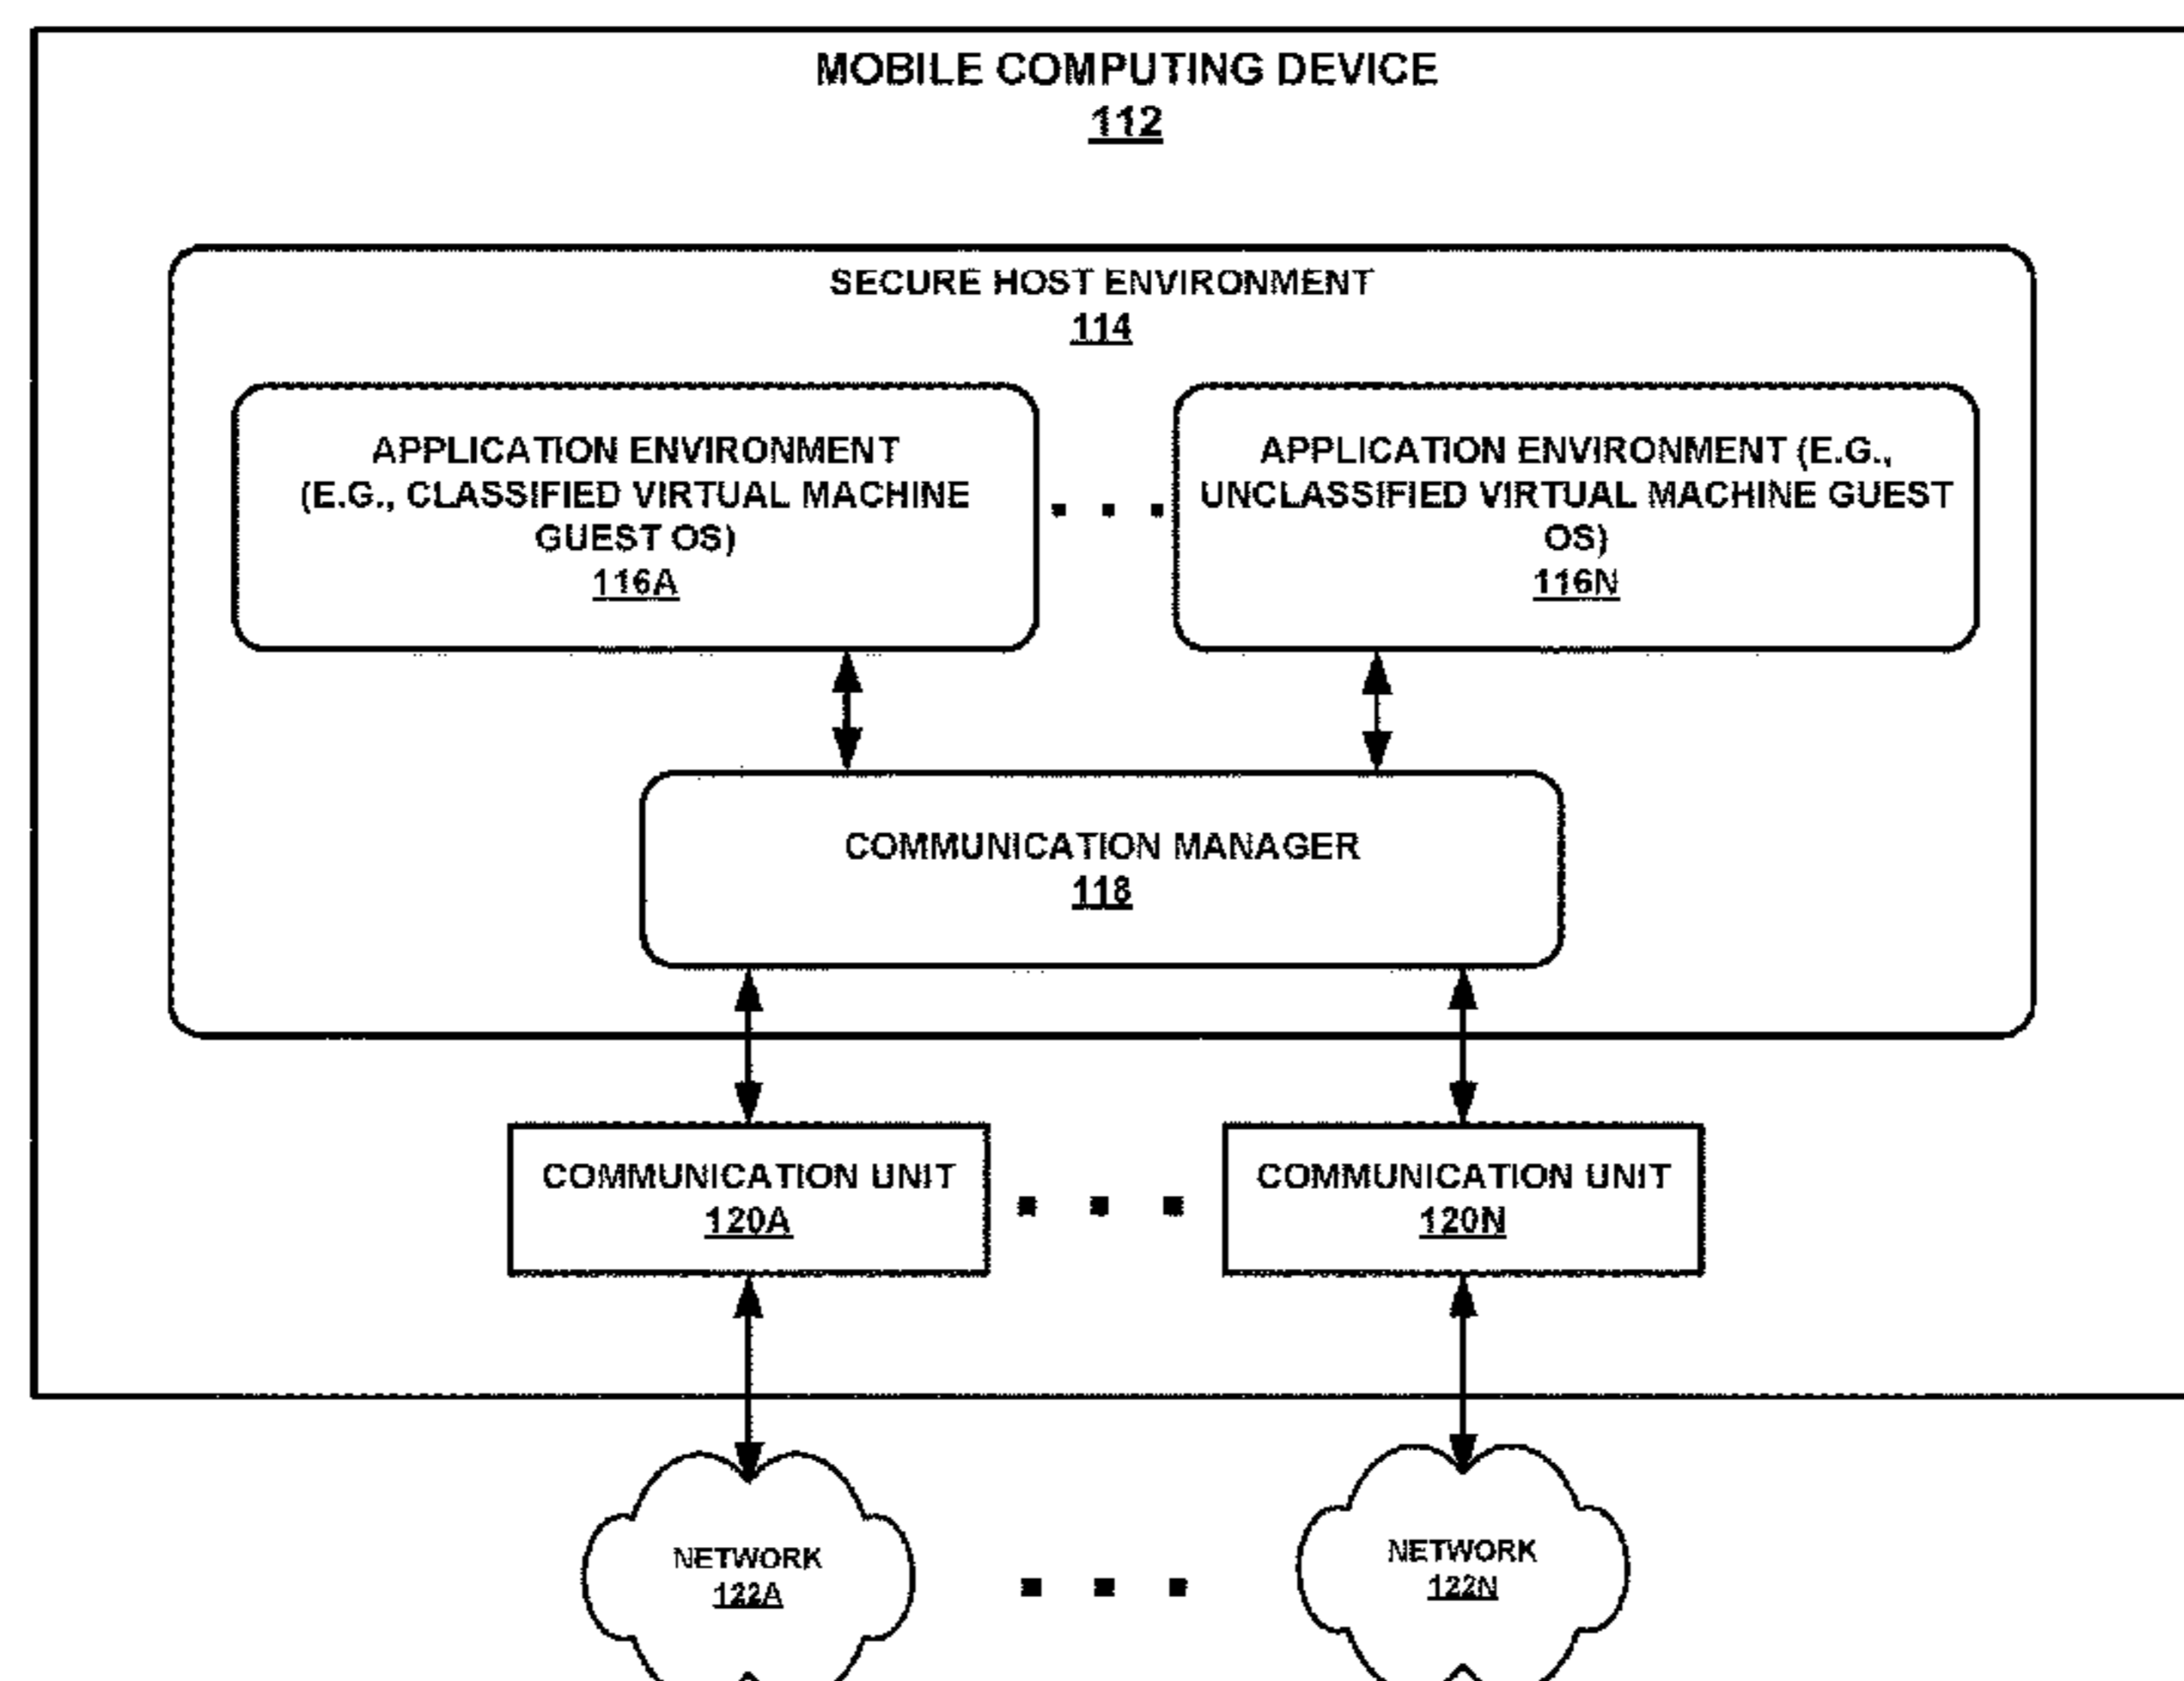 MOBILE COMPUTING DEVICE
112
SECURE HOST ENVIRONMENT
114
APPLICATION ENVIRONMENT
(E.G., CLASSIFIED VIRTUAL MACHINE
GUEST OS)
116A
APPLICATION ENVIRONMENT (E.G.,
UNCLASSIFIED VIRTUAL MACHINE GUEST
OS)
116N
COMMUNICATION MANAGER
118
COMMUNICATION UNIT
120A
COMMUNICATION UNIT
120N
NETWORK
122A
NETWORK
122N